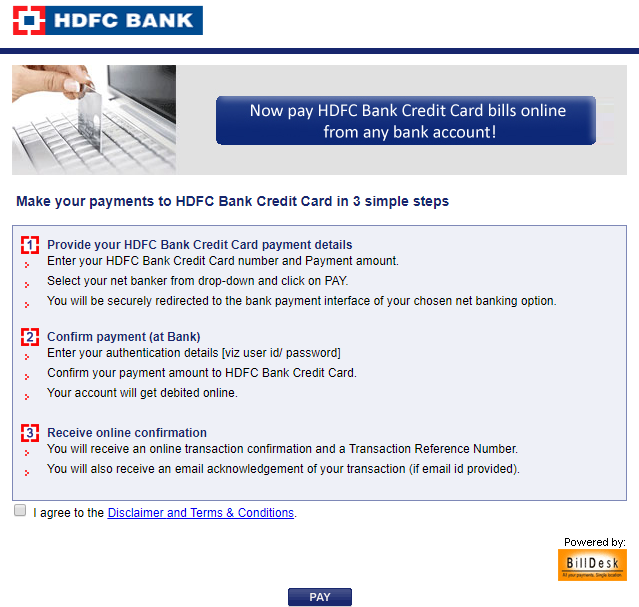 HDFC BANK
Now pay HDFC Bank Credit Card bills online
from any bank account!
Make your payments to HDFC Bank Credit Card in 3 simple steps
1 Provide your HDFC Bank Credit Card payment details
Enter your HDFC Bank Credit Card number and Payment amount.
Select your net banker from drop-down and click on PAY.
You will be securely redirected to the bank payment interface of your chosen net banking option.
2 Confirm payment (at Bank)
Enter your authentication details [viz user id/ password]
Confirm your payment amount to HDFC Bank Credit Card.
Your account will get debited online.
3 Receive online confirmation
You will receive an online transaction confirmation and a Transaction Reference Number.
You will also receive an email acknowledgement of your transaction (if email id provided).
I agree to the Disclaimer and Terms & Conditions.
Powered by:
BillDesk
All your payments. Single location.
PAY